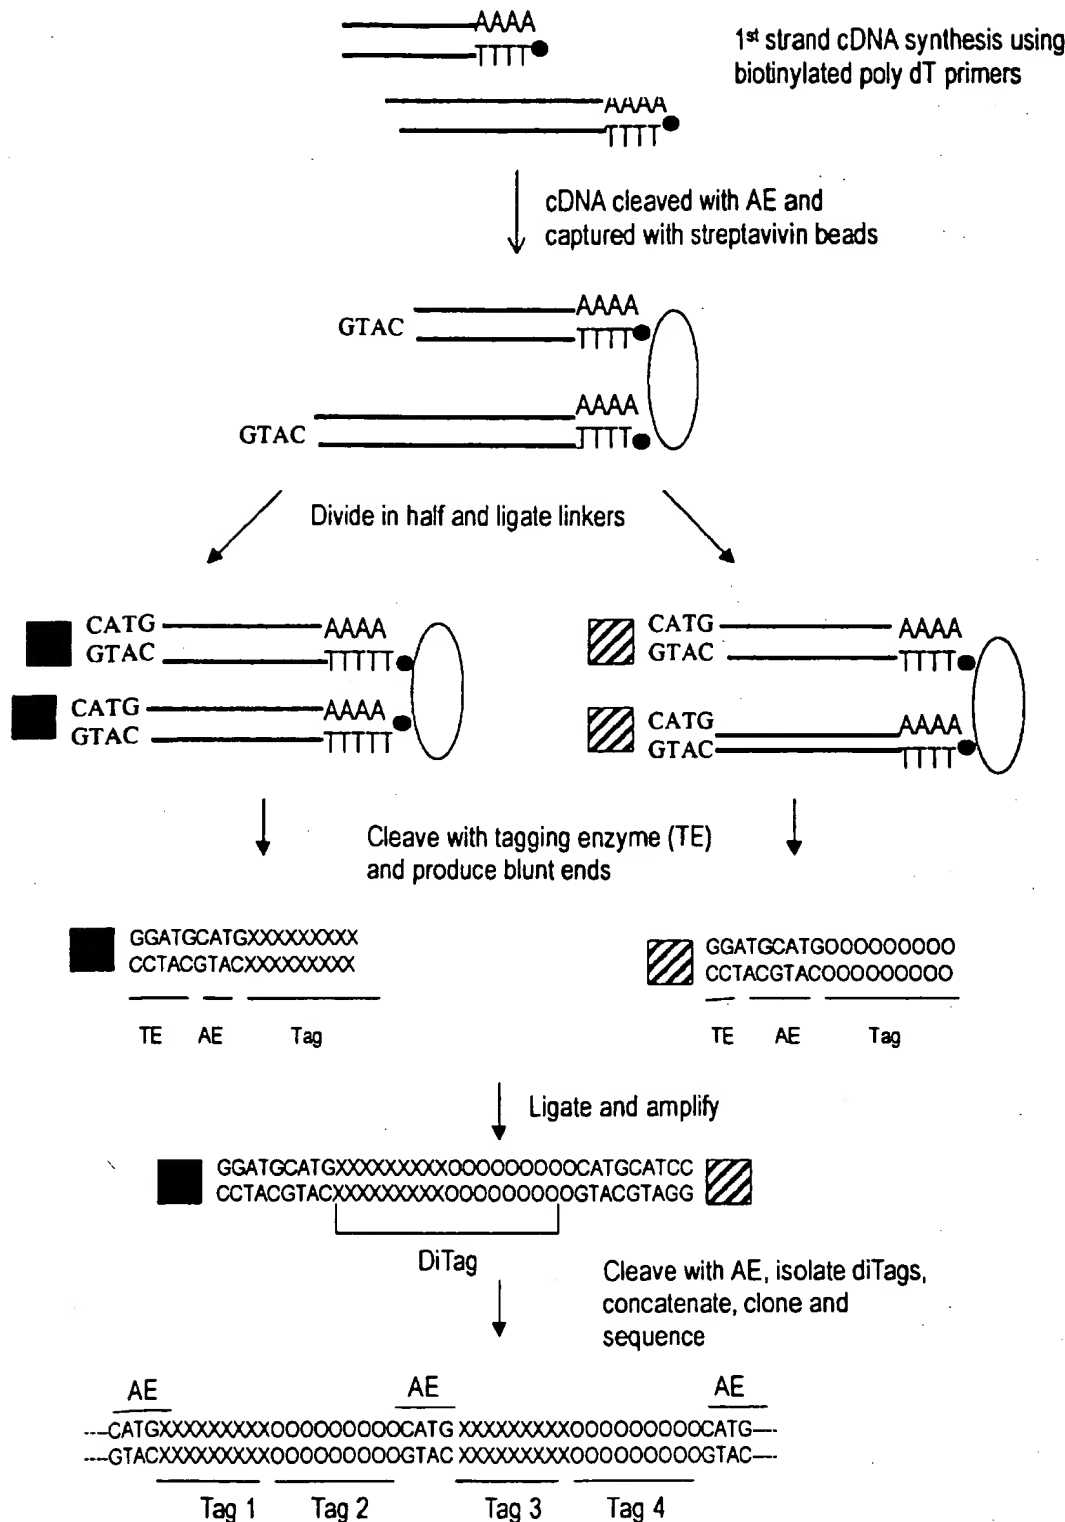 AAAA
TTTT
1st strand cDNA synthesis using
biotinylated poly dT primers
AAAA
TTTT
cDNA cleaved with AE and
captured with streptavivin beads
AAAA
GTAC
TTTT
AAAA
GTAC
TTTT
Divide in half and ligate linkers
CATG AAAA
GTAC TTTTT
CATG AAAA
GTAC TTTTT
CATG AAAA
GTAC TTTT
CATG AAAA
GTAC TTTT
Cleave with tagging enzyme (TE)
and produce blunt ends
GGATGCATGXXXXXXXXX
CCTACGTACXXXXXXXXX
TE AE Tag
GGATGCATGOOOOOOOOO
CCTACGTACOOOOOOOOO
TE AE Tag
Ligate and amplify
GGATGCATGXXXXXXXXXOOOOOOOOOCATGCATCC
CCTACGTACXXXXXXXXXOOOOOOOOOGTACGTAGG
DiTag
Cleave with AE, isolate diTags,
concatenate, clone and
sequence
AE AE AE
----CATGXXXXXXXXXOOOOOOOOOCATG XXXXXXXXXOOOOOOOOOCATG----
----GTACXXXXXXXXXOOOOOOOOOGTAC XXXXXXXXXOOOOOOOOOGTAC----
Tag 1 Tag 2 Tag 3 Tag 4